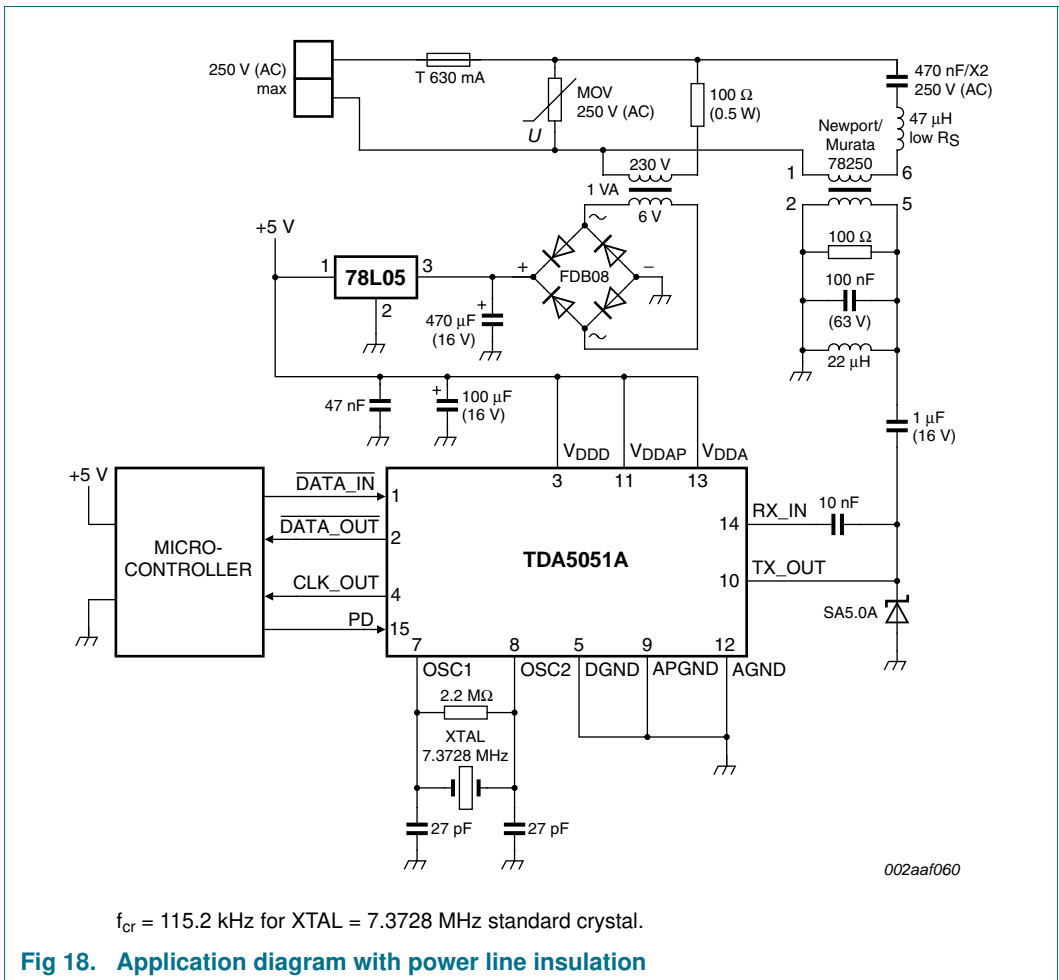 250 V (AC)
max
T 630 mA
MOV
250 V (AC)
U
100 Ω
(0.5 W)
470 nF/X2
250 V (AC)
47 μH
low RS
Newport/
Murata
78250
1
6
2
5
230 V
1 VA
6 V
100 Ω
100 nF
(63 V)
22 μH
+5 V
1
78L05
3
2
+
470 μF
(16 V)
+
FDB08
−
∼
∼
47 nF
+
100 μF
(16 V)
1 μF
(16 V)
VDDD
VDDAP
VDDA
3
11
13
+5 V
MICRO-
CONTROLLER
DATA_IN
1
DATA_OUT
2
CLK_OUT
4
PD
15
TDA5051A
14
RX_IN
10 nF
10
TX_OUT
SA5.0A
7
8
5
9
12
OSC1
OSC2
DGND
APGND
AGND
2.2 MΩ
XTAL
7.3728 MHz
27 pF
27 pF
002aaf060
fcr = 115.2 kHz for XTAL = 7.3728 MHz standard crystal.
Fig 18. Application diagram with power line insulation